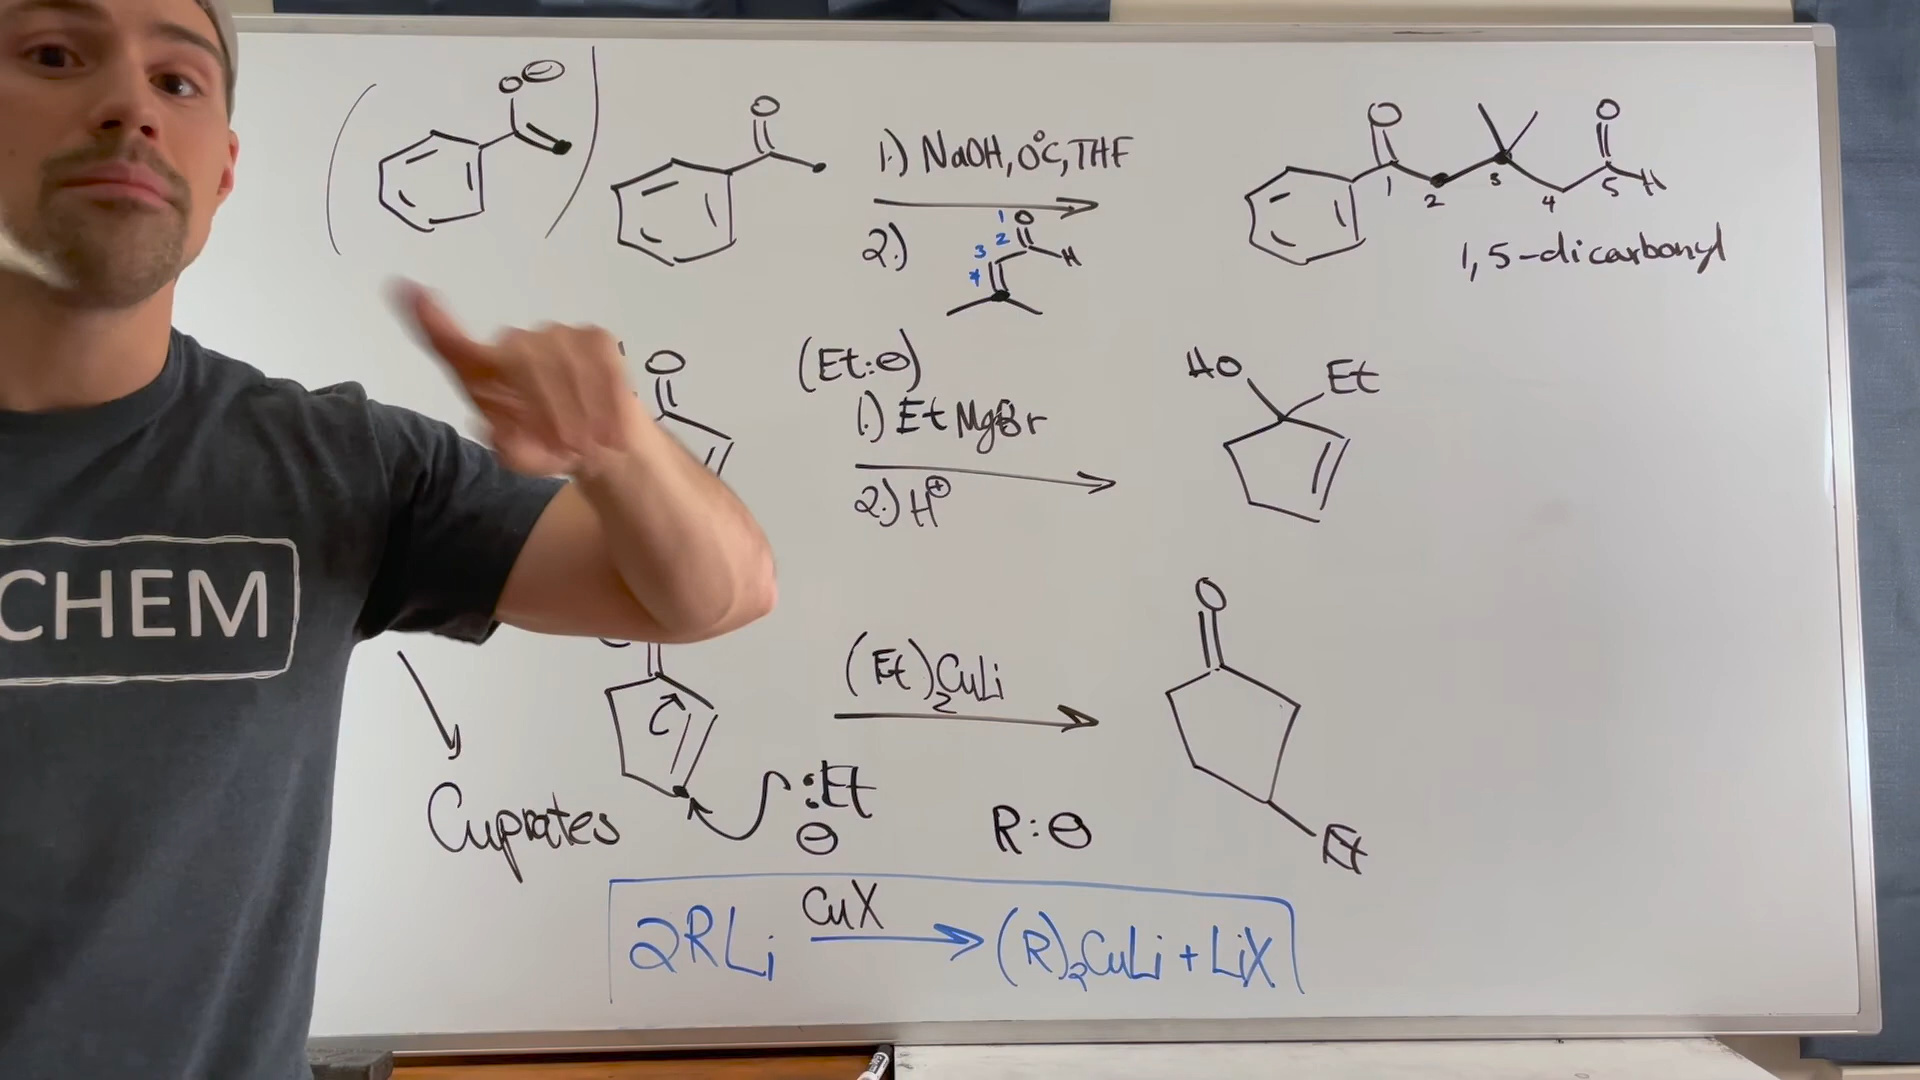 O⊖
O
1.) NaOH, 0°C, THF
2.)
1 O
2
3
4
H
O
O
1
2
3
4
5
H
1,5-dicarbonyl
O
(Et:⊖)
1.) EtMgBr
2.) H⊕
HO
Et
CHEM
(Et)2CuLi
O
:Et
⊖
R:⊖
Et
Cuprates
CuX
2RLi → (R)2CuLi + LiX